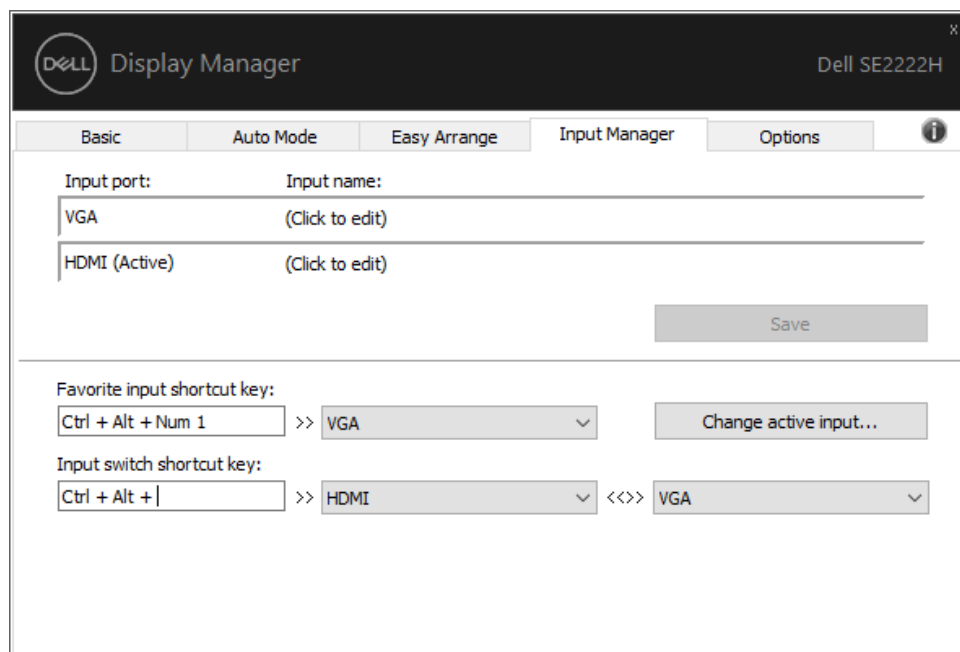 x
DELL Display Manager Dell SE2222H
Basic Auto Mode Easy Arrange Input Manager Options i
Input port: Input name:
VGA (Click to edit)
HDMI (Active) (Click to edit)
Save
Favorite input shortcut key:
Ctrl + Alt + Num 1 >> VGA Change active input...
Input switch shortcut key:
Ctrl + Alt + >> HDMI <<>> VGA